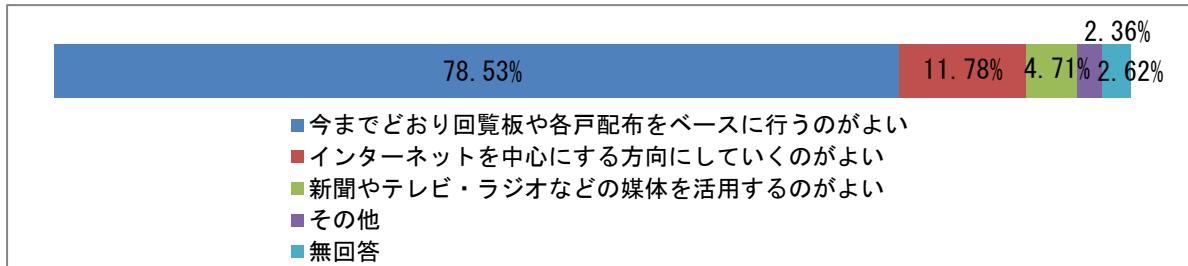 2.36%
78.53%
11.78%
4.71%
2.62%
今までどおり回覧板や各戸配布をベースに行うのがよい
インターネットを中心にする方向にしていくのがよい
新聞やテレビ・ラジオなどの媒体を活用するのがよい
その他
無回答